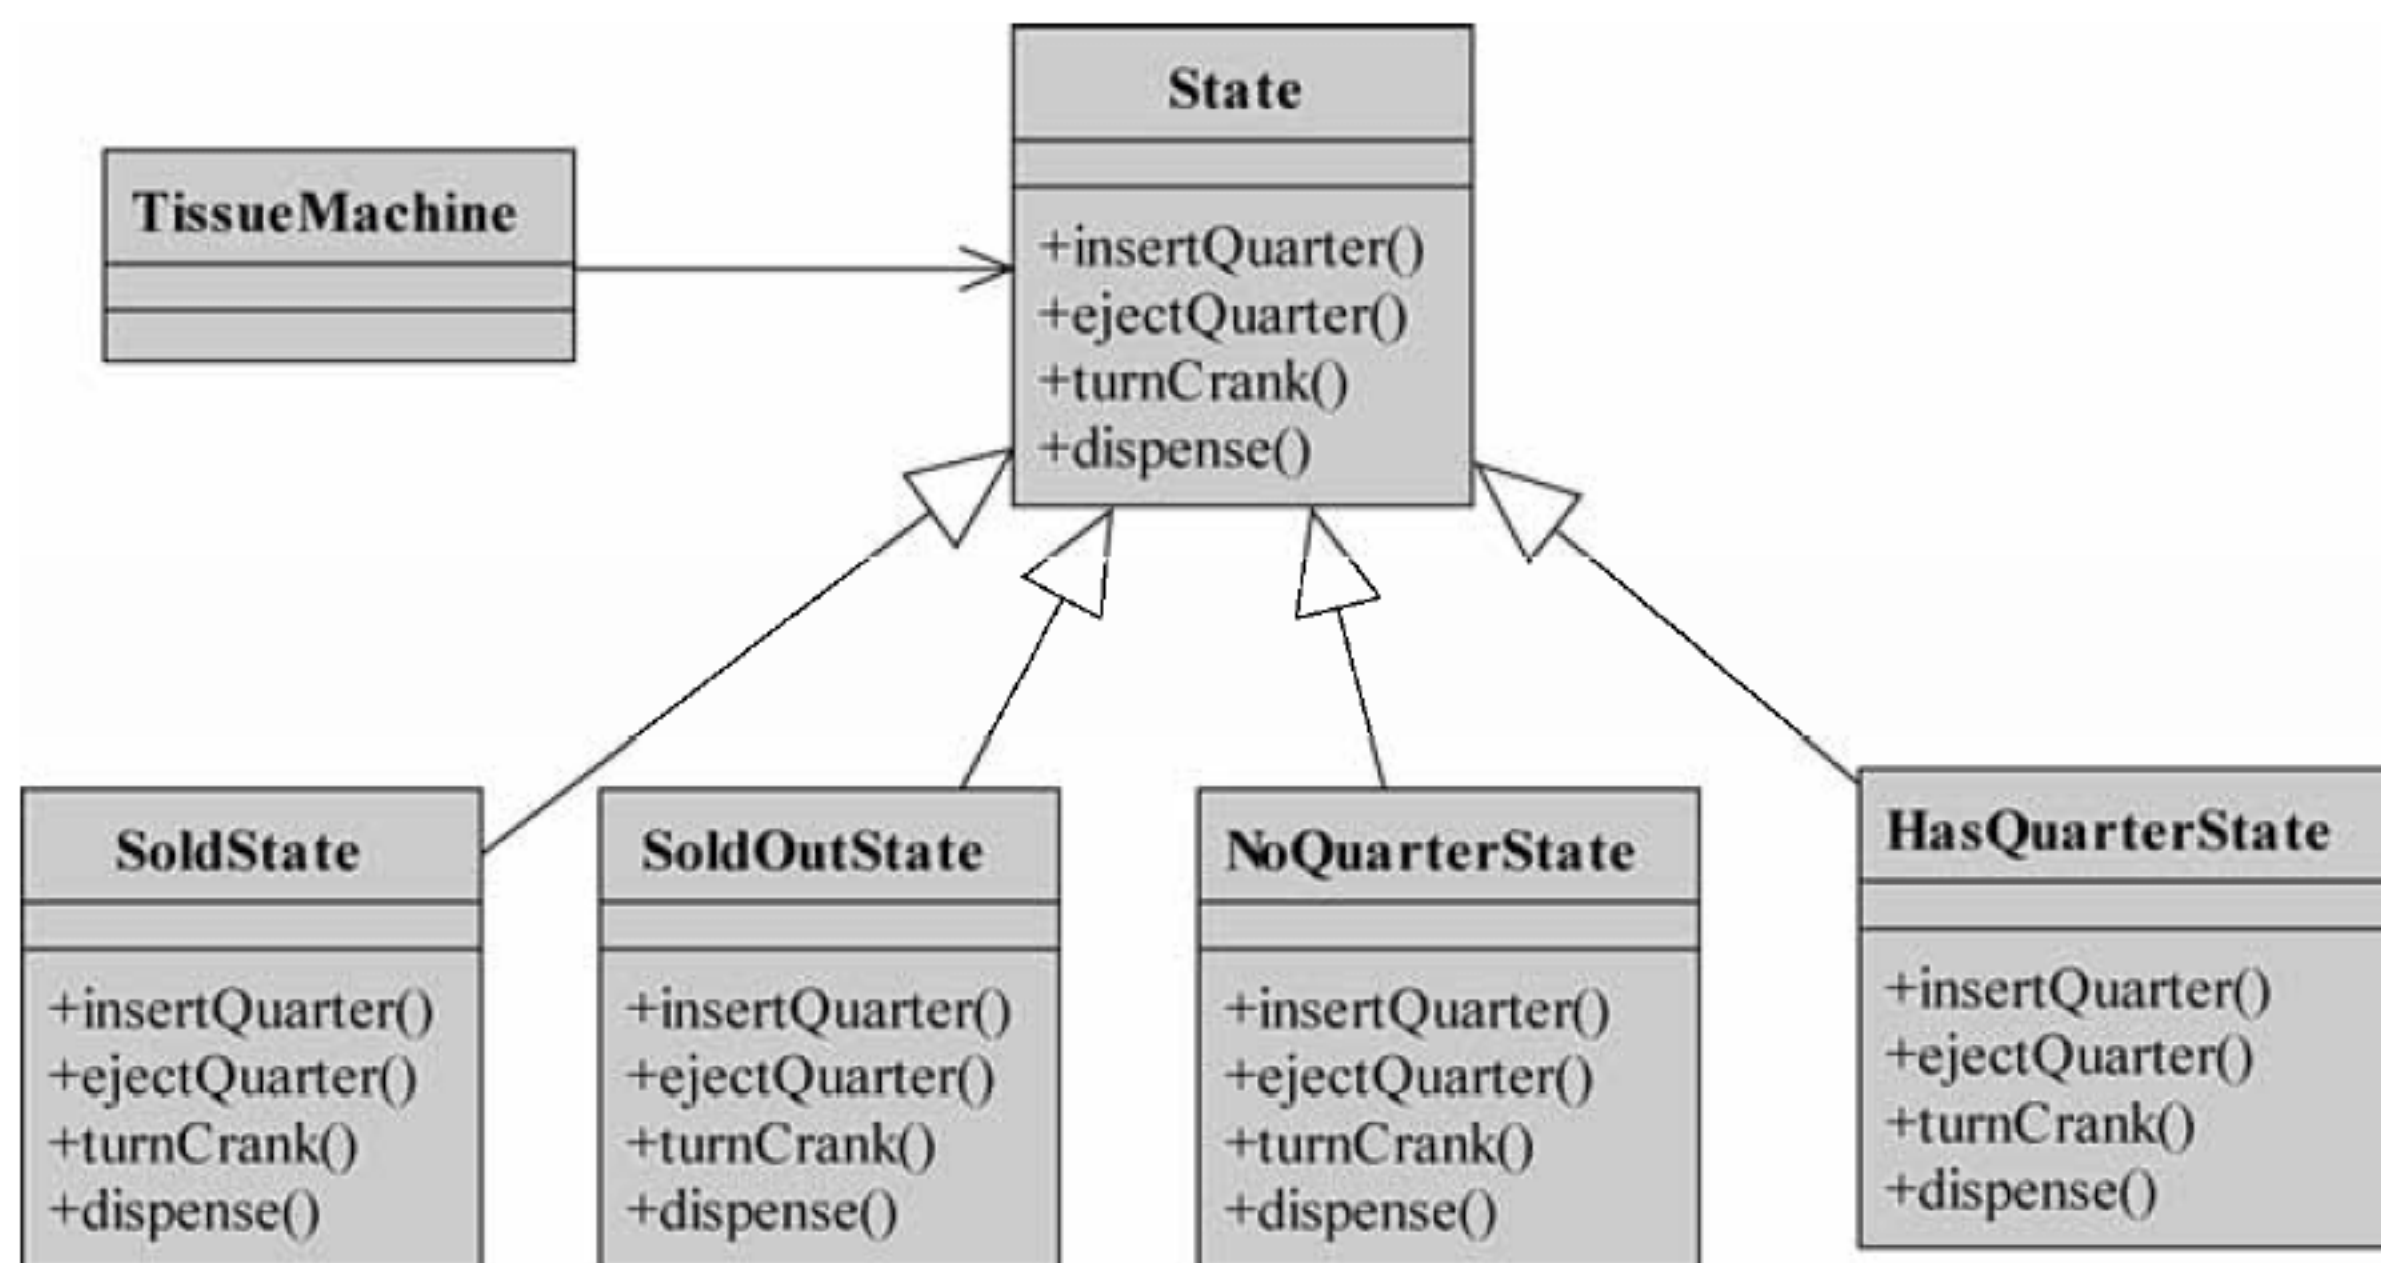 State
+insertQuarter()
+ejectQuarter()
+turnCrank()
+dispense()
TissueMachine
SoldState
+insertQuarter()
+ejectQuarter()
+turnCrank()
+dispense()
SoldOutState
+insertQuarter()
+ejectQuarter()
+turnCrank()
+dispense()
NoQuarterState
+insertQuarter()
+ejectQuarter()
+turnCrank()
+dispense()
HasQuarterState
+insertQuarter()
+ejectQuarter()
+turnCrank()
+dispense()